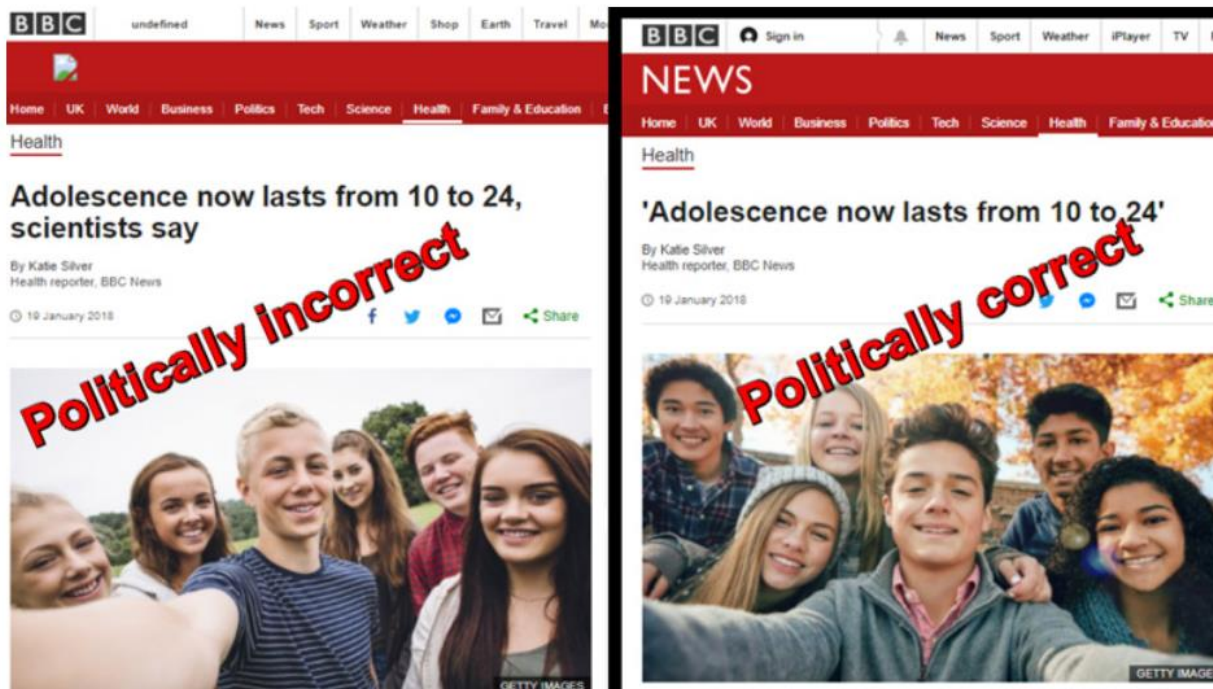 BBC
undefined News Sport Weather Shop Earth Travel
Home UK World Business Politics Tech Science Health Family & Education
Health
Adolescence now lasts from 10 to 24,
scientists say
By Katie Silver
Health reporter, BBC News
19 January 2018
Share
Politically incorrect
GETTY IMAGES
BBC
Sign in News Sport Weather iPlayer TV
NEWS
Home UK World Business Politics Tech Science Health Family &
Health
'Adolescence now lasts from 10 to 24'
By Katie Silver
Health reporter, BBC News
19 January 2018
Share
Politically correct
GETTY